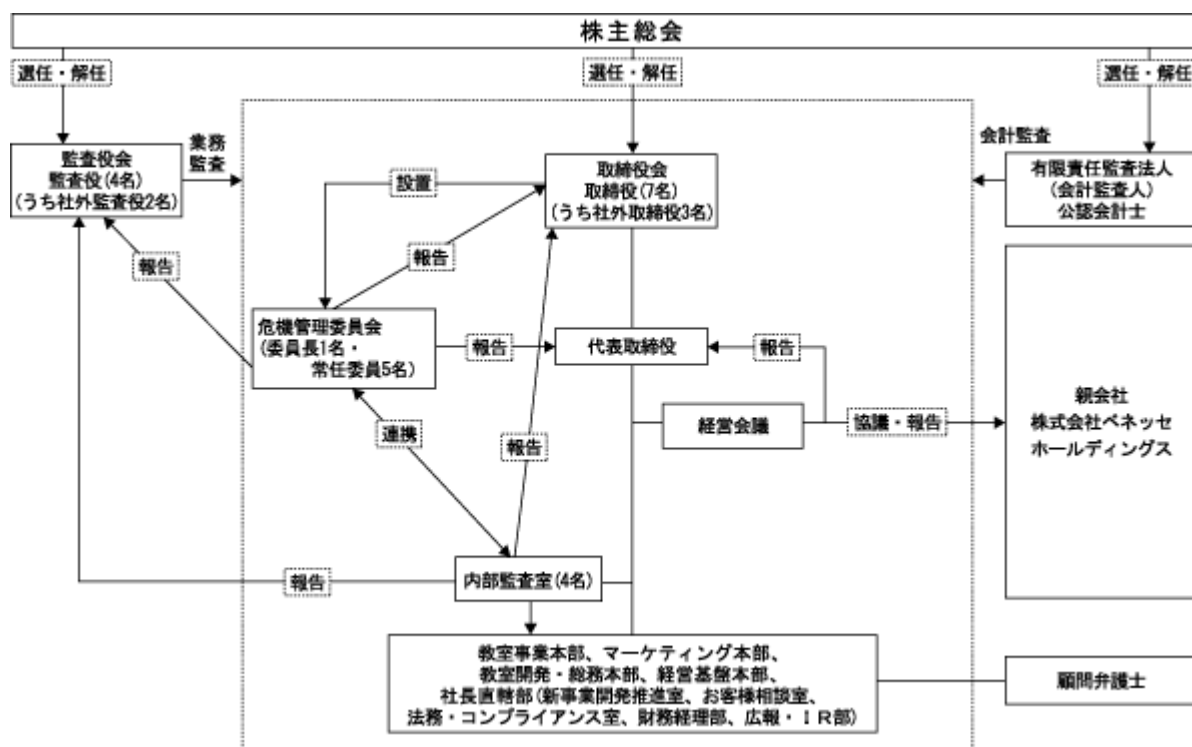 株主総会
選任・解任
選任・解任
選任・解任
監査役会
監査役(4名)
(うち社外監査役2名)
業務
監査
取締役会
取締役(7名)
(うち社外取締役3名)
会計監査
有限責任監査法人
(会計監査人)
公認会計士
設置
報告
報告
危機管理委員会
(委員長1名・
常任委員5名)
報告
代表取締役
報告
経営会議
協議・報告
親会社
株式会社ベネッセ
ホールディングス
連携
報告
報告
内部監査室(4名)
教室事業本部、マーケティング本部、
教室開発・総務本部、経営基盤本部、
社長直轄部(新事業開発推進室、お客様相談室、
法務・コンプライアンス室、財務経理部、広報・IR部)
顧問弁護士